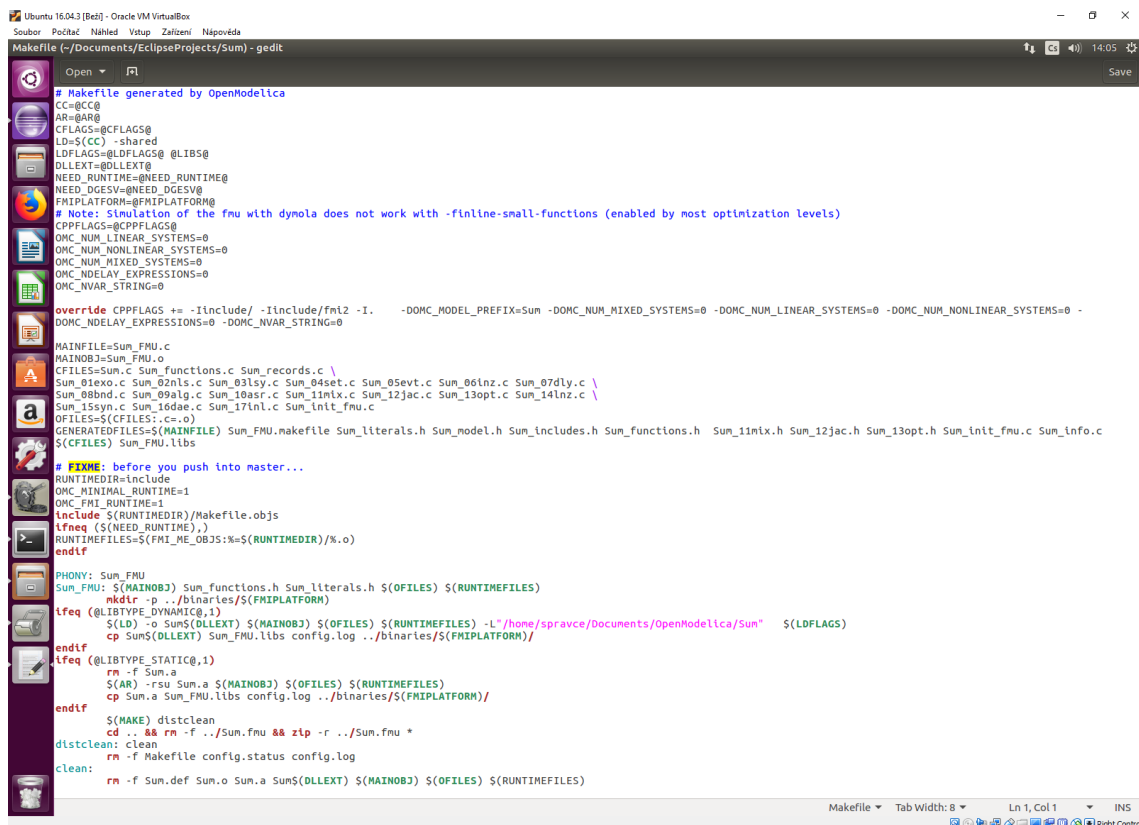 Ubuntu 16.04.3 [Beží] - Oracle VM VirtualBox
Soubor Počítač Náhled Vstup Zařízení Nápověda
Makefile (~/Documents/EclipseProjects/Sum) - gedit
Cs 14:05
Open Save
# Makefile generated by OpenModelica
CC=@CC@
AR=@AR@
CFLAGS=@CFLAGS@
LD=$(CC) -shared
LDFLAGS=@LDFLAGS@ @LIBS@
DLLEXT=@DLLEXT@
NEED_RUNTIME=@NEED_RUNTIME@
NEED_DGESV=@NEED_DGESV@
FMIPLATFORM=@FMIPLATFORM@
# Note: Simulation of the fmu with dymola does not work with -finline-small-functions (enabled by most optimization levels)
CPPFLAGS=@CPPFLAGS@
OMC_NUM_LINEAR_SYSTEMS=0
OMC_NUM_NONLINEAR_SYSTEMS=0
OMC_NUM_MIXED_SYSTEMS=0
OMC_NDELAY_EXPRESSIONS=0
OMC_NVAR_STRING=0
override CPPFLAGS += -Iinclude/ -Iinclude/fmi2 -I. -DOMC_MODEL_PREFIX=Sum -DOMC_NUM_MIXED_SYSTEMS=0 -DOMC_NUM_LINEAR_SYSTEMS=0 -DOMC_NUM_NONLINEAR_SYSTEMS=0 -
DOMC_NDELAY_EXPRESSIONS=0 -DOMC_NVAR_STRING=0
MAINFILE=Sum_FMU.c
MAINOBJ=Sum_FMU.o
CFILES=Sum.c Sum_functions.c Sum_records.c \
Sum_01exo.c Sum_02nls.c Sum_03lsy.c Sum_04set.c Sum_05evt.c Sum_06inz.c Sum_07dly.c \
Sum_08bnd.c Sum_09alg.c Sum_10asr.c Sum_11mix.c Sum_12jac.c Sum_13opt.c Sum_14lnz.c \
Sum_15syn.c Sum_16dae.c Sum_17inl.c Sum_init_fmu.c
OFILES=$(CFILES:.c=.o)
GENERATEDFILES=$(MAINFILE) Sum_FMU.makefile Sum_literals.h Sum_model.h Sum_includes.h Sum_functions.h Sum_11mix.h Sum_12jac.h Sum_13opt.h Sum_init_fmu.c Sum_info.c
$(CFILES) Sum_FMU.libs
# FIXME: before you push into master...
RUNTIMEDIR=include
OMC_MINIMAL_RUNTIME=1
OMC_FMI_RUNTIME=1
include $(RUNTIMEDIR)/Makefile.objs
ifneq ($(NEED_RUNTIME),)
RUNTIMEFILES=$(FMI_ME_OBJS:%=$(RUNTIMEDIR)/%.o)
endif
PHONY: Sum_FMU
Sum_FMU: $(MAINOBJ) Sum_functions.h Sum_literals.h $(OFILES) $(RUNTIMEFILES)
mkdir -p ../binaries/$(FMIPLATFORM)
ifeq (@LIBTYPE_DYNAMIC@,1)
$(LD) -o Sum$(DLLEXT) $(MAINOBJ) $(OFILES) $(RUNTIMEFILES) -L"/home/spravce/Documents/OpenModelica/Sum" $(LDFLAGS)
cp Sum$(DLLEXT) Sum_FMU.libs config.log ../binaries/$(FMIPLATFORM)/
endif
ifeq (@LIBTYPE_STATIC@,1)
rm -f Sum.a
$(AR) -rsu Sum.a $(MAINOBJ) $(OFILES) $(RUNTIMEFILES)
cp Sum.a Sum_FMU.libs config.log ../binaries/$(FMIPLATFORM)/
endif
$(MAKE) distclean
cd .. && rm -f ../Sum.fmu && zip -r ../Sum.fmu *
distclean: clean
rm -f Makefile config.status config.log
clean:
rm -f Sum.def Sum.o Sum.a Sum$(DLLEXT) $(MAINOBJ) $(OFILES) $(RUNTIMEFILES)
Makefile Tab Width: 8 Ln 1, Col 1 INS
Right Contro